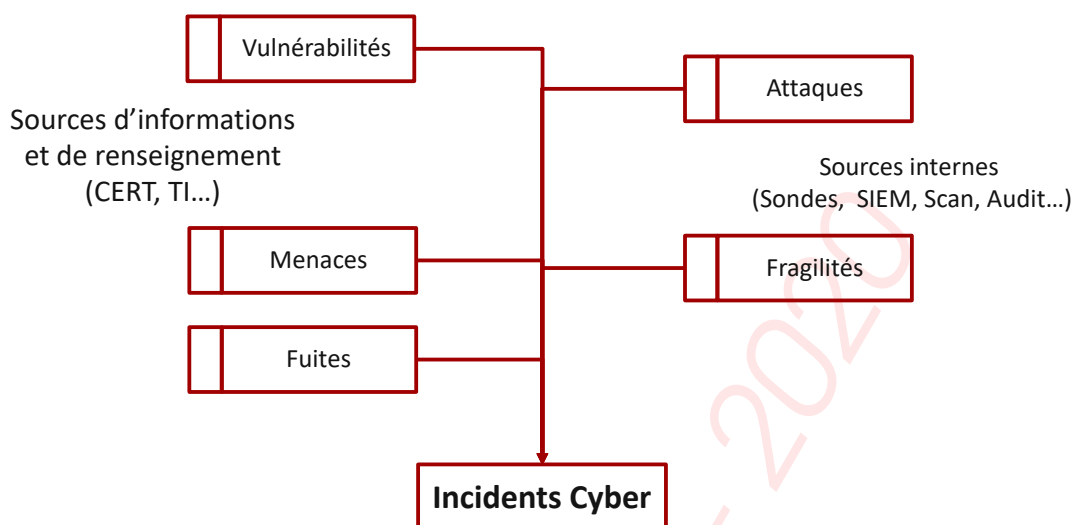 Vulnérabilités
Attaques
Sources d’informations
et de renseignement
(CERT, TI…)
Sources internes
(Sondes, SIEM, Scan, Audit…)
Menaces
Fragilités
Fuites
Incidents Cyber
- 2020